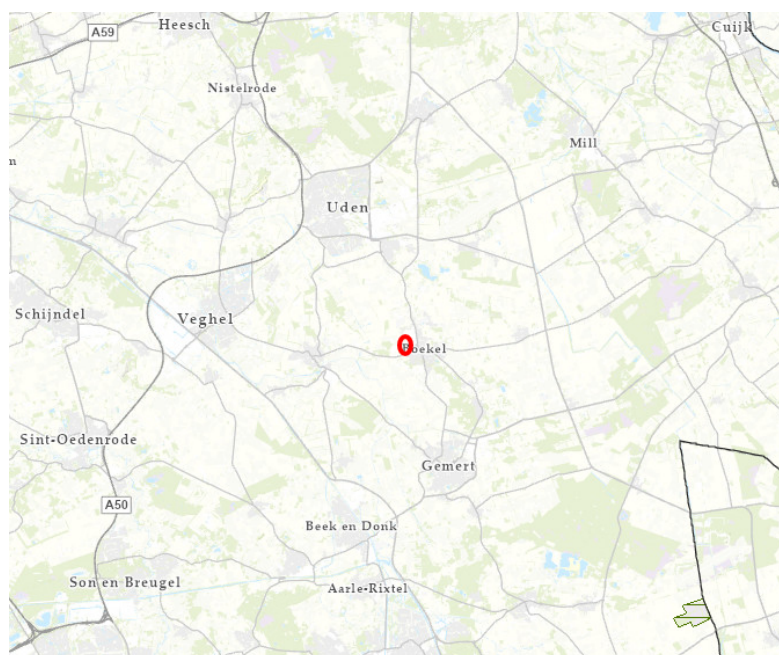 Heesch
A59
Cuijk
Nistelrode
Mill
m
Uden
Schijndel
Veghel
Boekel
Sint-Oedenrode
Gemert
A50
Beek en Donk
Son en Breugel
Aarle-Rixtel